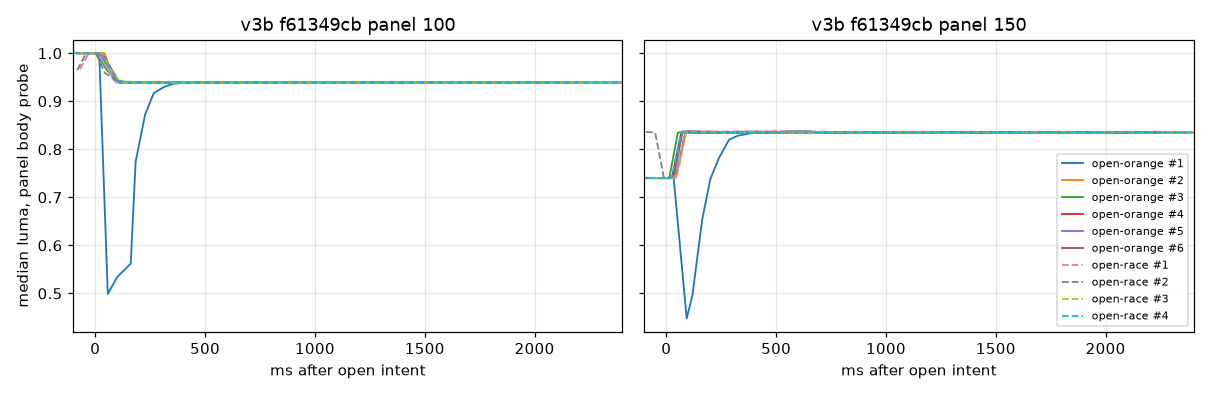 v3b f61349cb panel 100
v3b f61349cb panel 150
median luma, panel body probe
1.0
0.9
0.8
0.7
0.6
0.5
0
500
1000
1500
2000
ms after open intent
0
500
1000
1500
2000
ms after open intent
open-orange #1
open-orange #2
open-orange #3
open-orange #4
open-orange #5
open-orange #6
open-race #1
open-race #2
open-race #3
open-race #4